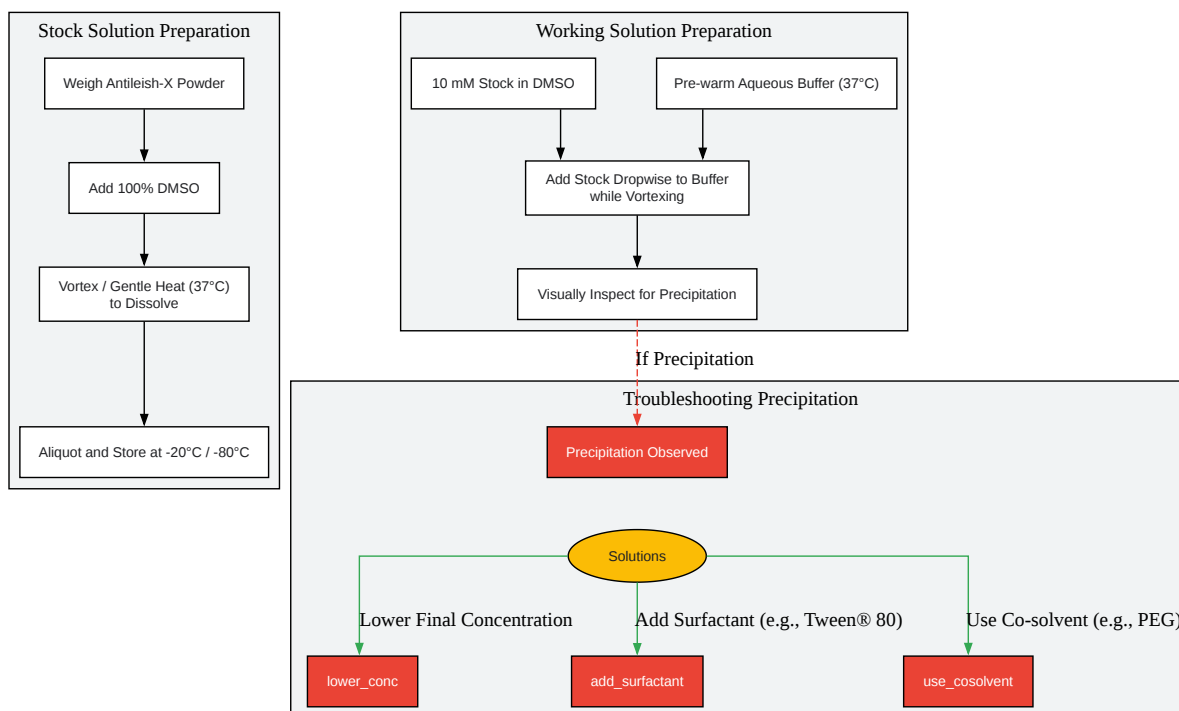 Stock Solution Preparation
Weigh Antileish-X Powder
Add 100% DMSO
Vortex / Gentle Heat (37°C)
to Dissolve
Aliquot and Store at -20°C / -80°C
Working Solution Preparation
10 mM Stock in DMSO
Pre-warm Aqueous Buffer (37°C)
Add Stock Dropwise to Buffer
while Vortexing
Visually Inspect for Precipitation
If Precipitation
Troubleshooting Precipitation
Precipitation Observed
Solutions
Lower Final Concentration
Add Surfactant (e.g., Tween® 80)
Use Co-solvent (e.g., PEG)
lower_conc
add_surfactant
use_cosolvent